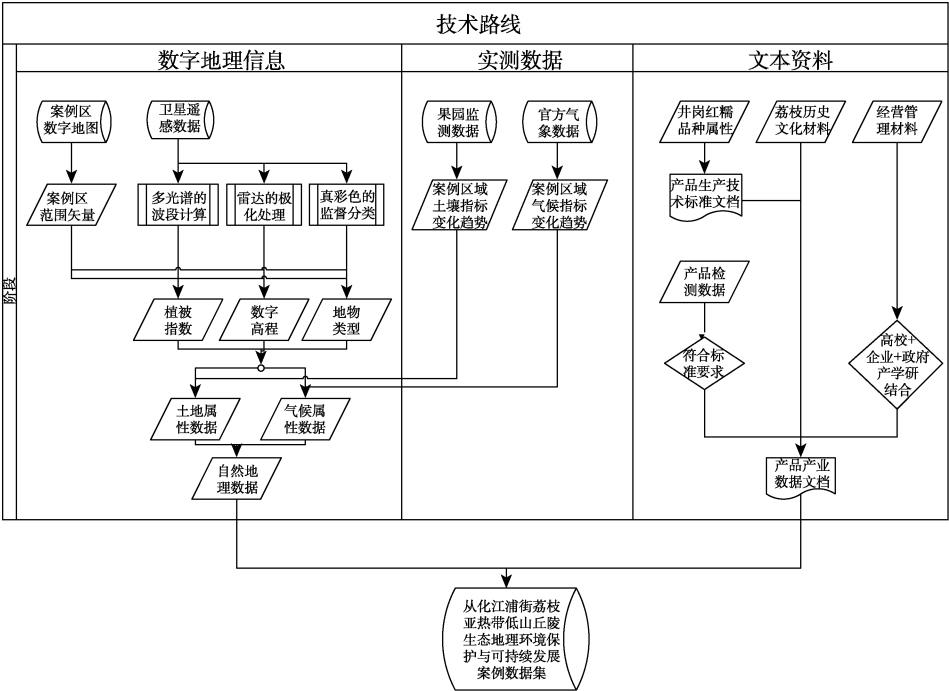 技术路线
数字地理信息
实测数据
文本资料
阶段
案例区
数字地图
卫星遥
感数据
果园监
测数据
官方气
象数据
井岗红糯
品种属性
荔枝历史
文化材料
经营管
理材料
案例区
范围矢量
多光谱的
波段计算
雷达的极
化处理
真彩色的
监督分类
案例区域
土壤指标
变化趋势
案例区域
气候指标
变化趋势
产品生产技
术标准文档
产品检
测数据
植被
指数
数字
高程
地物
类型
符合标
准要求
高校+
企业+政府
产学研
结合
土地属
性数据
气候属
性数据
自然地
理数据
产品产业
数据文档
从化江浦街荔枝
亚热带低山丘陵
生态地理环境保
护与可持续发展
案例数据集